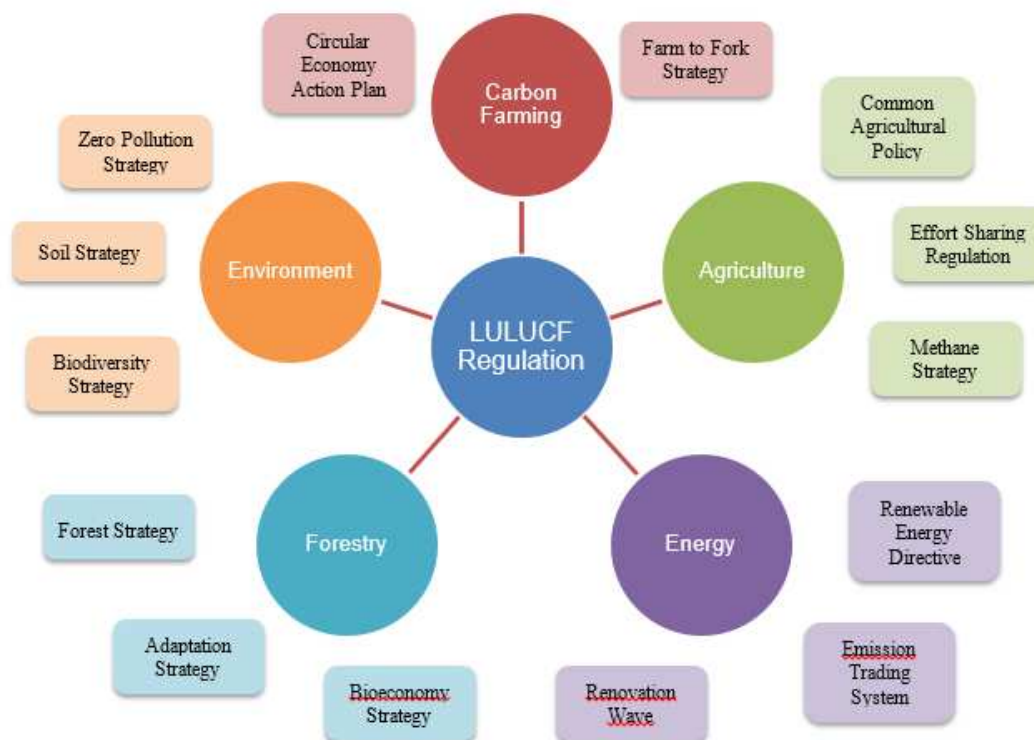 Circular
Economy
Action Plan
Carbon
Farming
Farm to Fork
Strategy
Common
Agricultural
Policy
Zero Pollution
Strategy
Soil Strategy
Environment
Agriculture
Effort Sharing
Regulation
LULUCF
Regulation
Biodiversity
Strategy
Methane
Strategy
Forest Strategy
Forestry
Energy
Renewable
Energy
Directive
Adaptation
Strategy
Bioeconomy
Strategy
Renovation
Wave
Emission
Trading
System